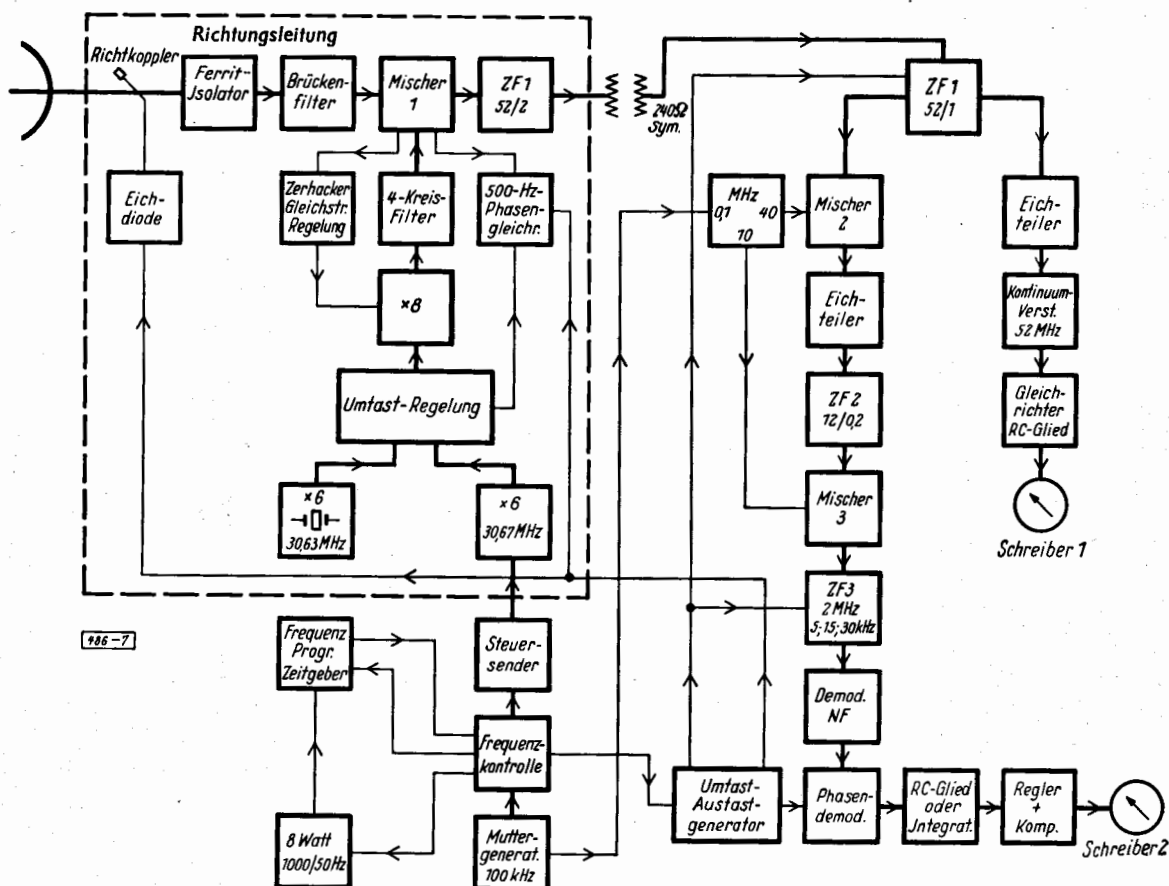 Richtungsleitung
Richtkoppler
Ferrit-
Jsolator
Brücken-
filter
Mischer
1
ZF 1
52/2
240Ω
Sym.
ZF 1
52/1
Eich-
diode
Zerhacker
Gleichstr.
Regelung
4-Kreis-
Filter
500-Hz-
Phasen-
gleichr.
MHz
0,1 40
10
Mischer
2
Eich-
teiler
×8
Eich-
teiler
Kontinuum-
Verst.
52 MHz
Umtast-Regelung
ZF 2
12/0,2
Gleich-
richter
RC-Glied
×6
30,63 MHz
×6
30,67 MHz
Mischer
3
Schreiber 1
ZF 3
2 MHz
5; 15; 30 kHz
486-7
Frequenz
Progr.
Zeitgeber
Steuer-
sender
Demod.
NF
Frequenz-
kontrolle
8 Watt
1000/50Hz
Mutter-
generat.
100 kHz
Umtast-
Austast-
generator
Phasen-
demod.
RC-Glied
oder
Jntegrat.
Regler
+
Komp.
Schreiber 2